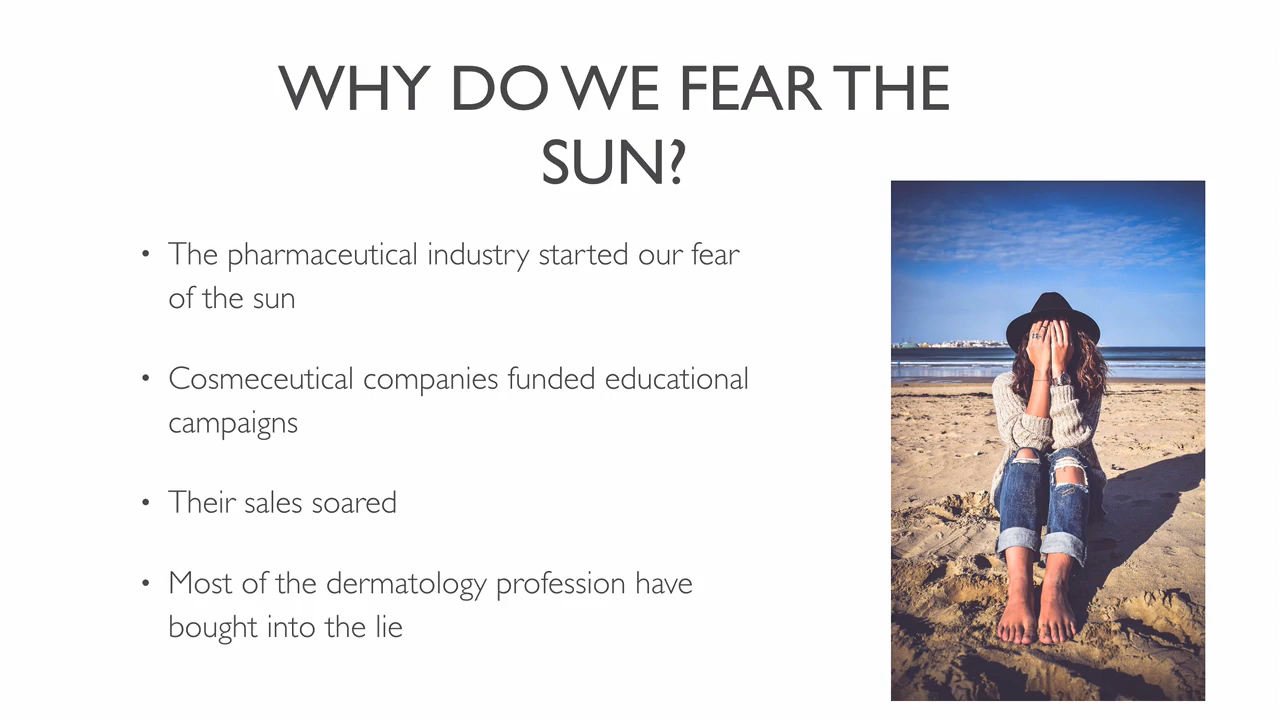 WHY DO WE FEAR THE
SUN?
• The pharmaceutical industry started our fear
of the sun
• Cosmeceutical companies funded educational
campaigns
• Their sales soared
• Most of the dermatology profession have
bought into the lie